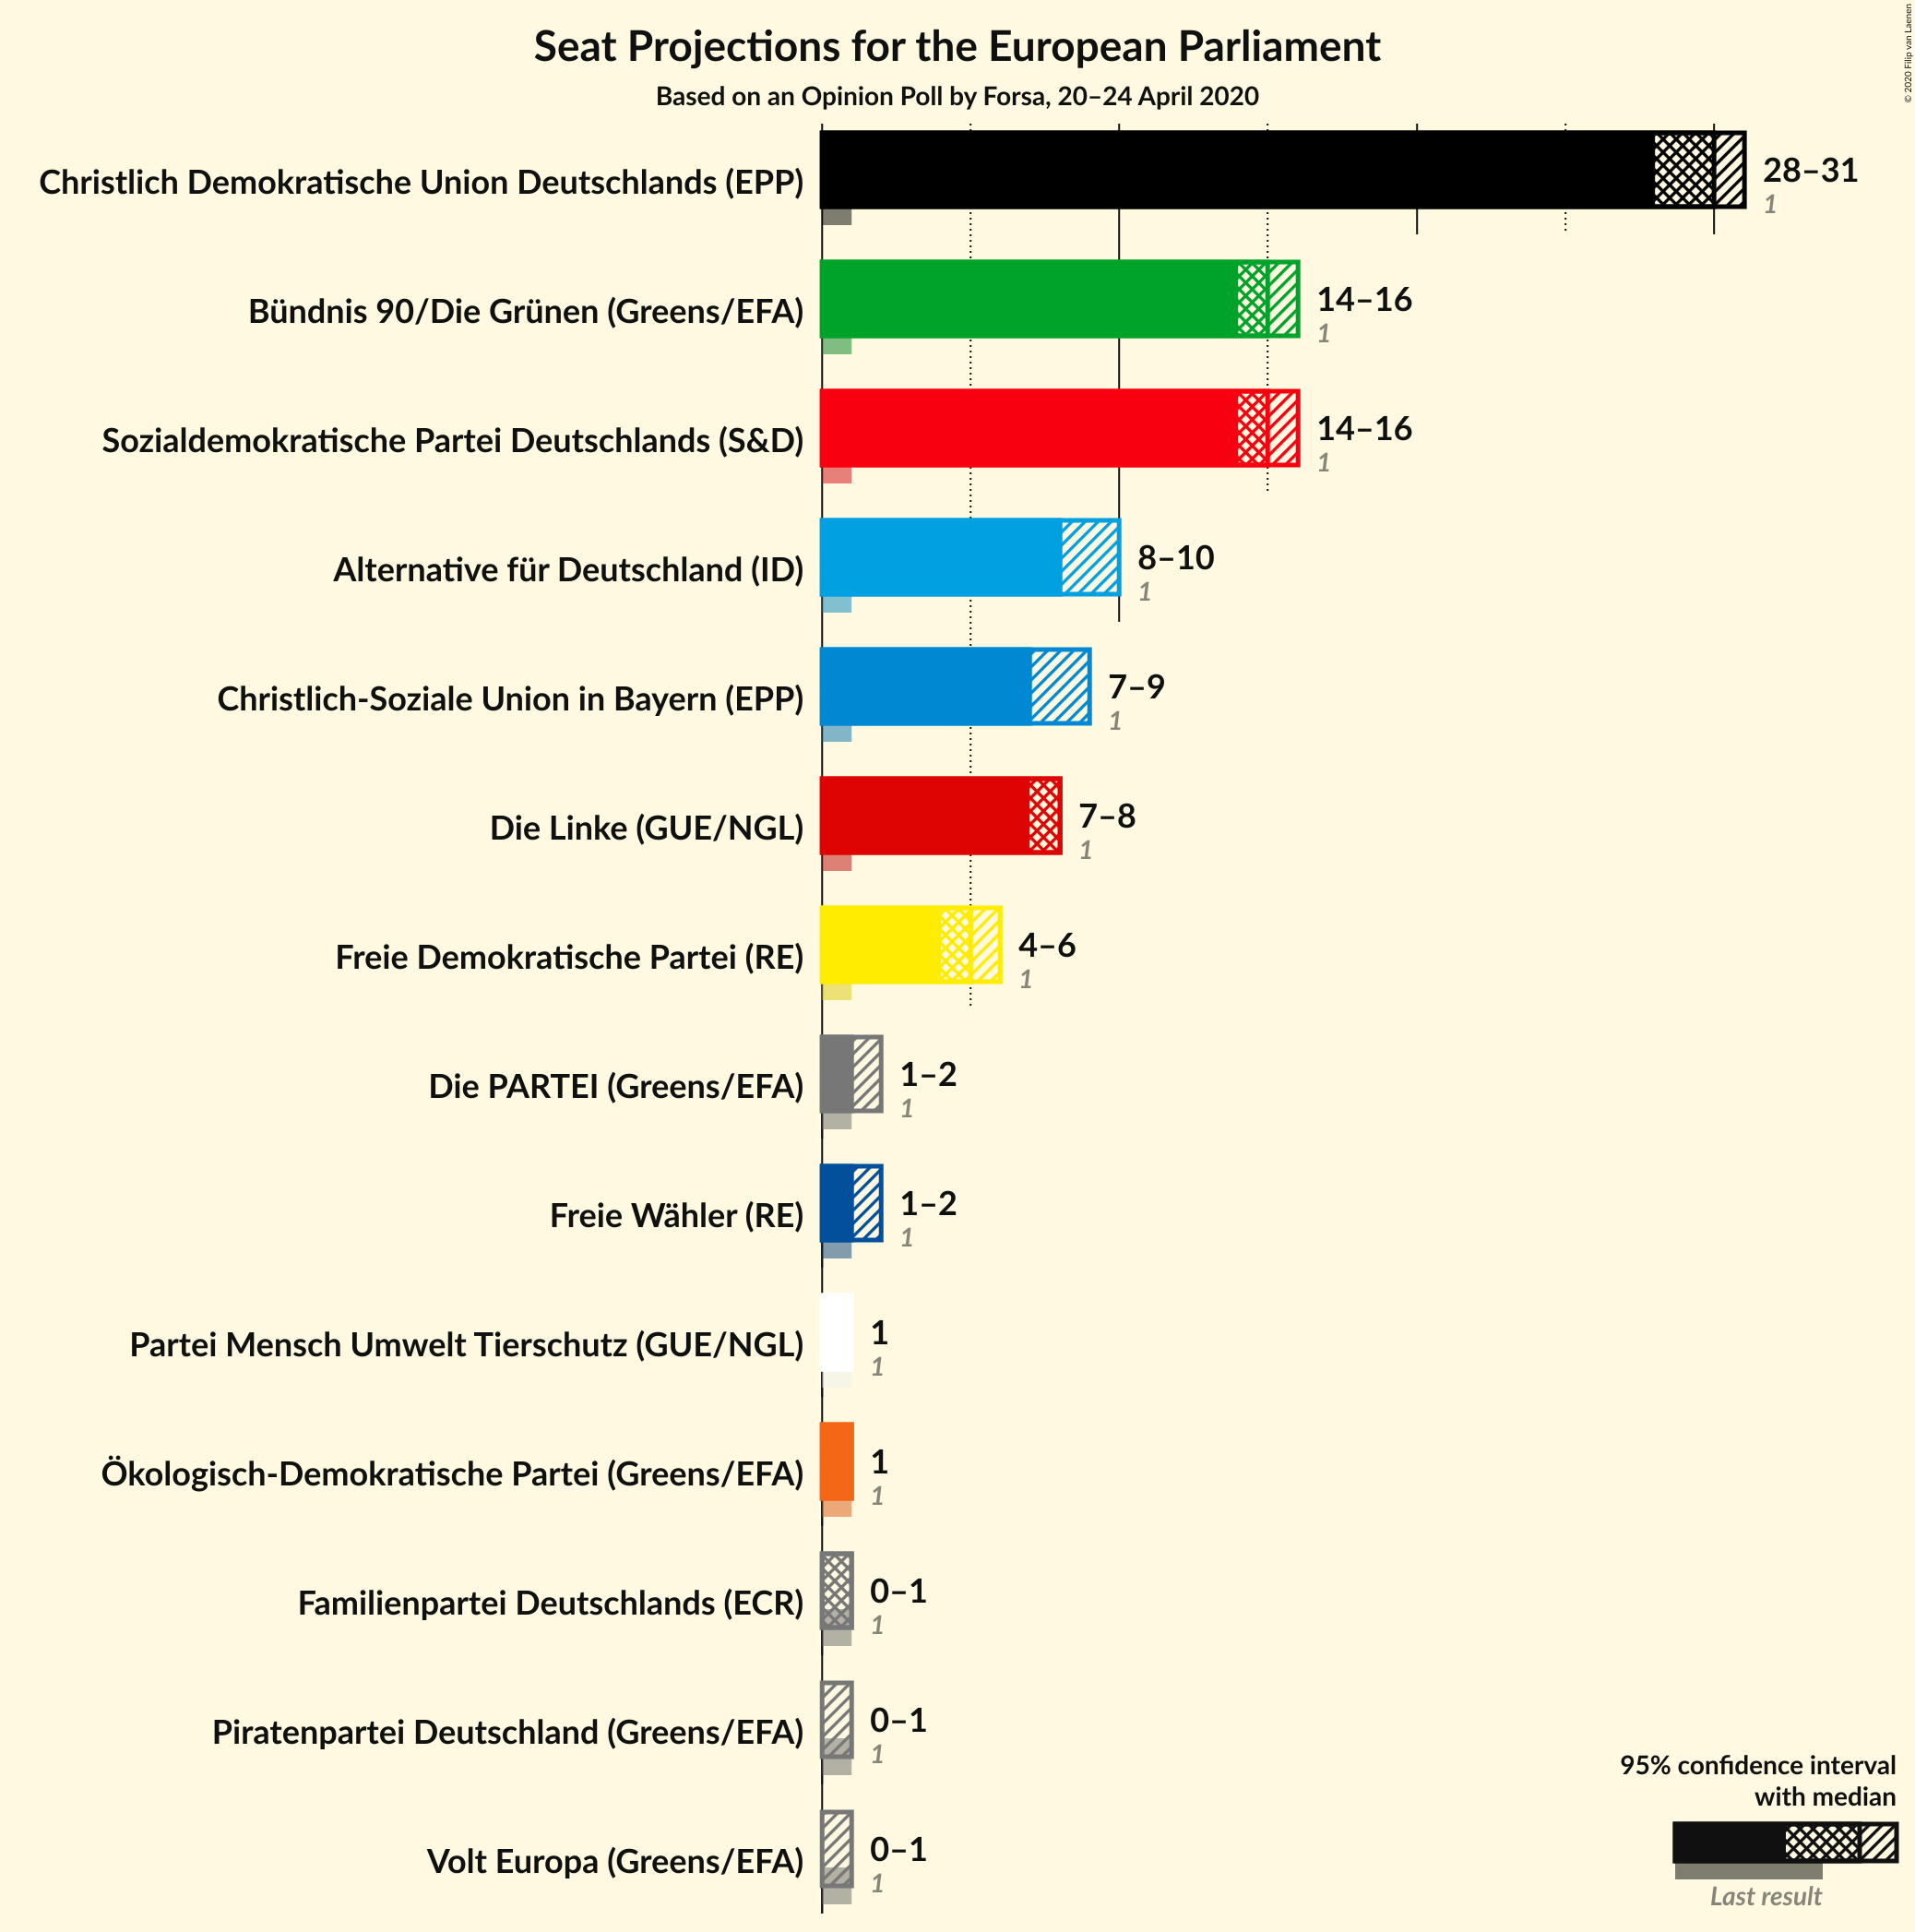 Seat Projections for the European Parliament
Based on an Opinion Poll by Forsa, 20–24 April 2020
© 2020 Filip van Laenen
Christlich Demokratische Union Deutschlands (EPP)
28–31
1
Bündnis 90/Die Grünen (Greens/EFA)
14–16
1
Sozialdemokratische Partei Deutschlands (S&D)
14–16
1
Alternative für Deutschland (ID)
8–10
1
Christlich-Soziale Union in Bayern (EPP)
7–9
1
Die Linke (GUE/NGL)
7–8
1
Freie Demokratische Partei (RE)
4–6
1
Die PARTEI (Greens/EFA)
1–2
1
Freie Wähler (RE)
1–2
1
Partei Mensch Umwelt Tierschutz (GUE/NGL)
1
1
Ökologisch-Demokratische Partei (Greens/EFA)
1
1
Familienpartei Deutschlands (ECR)
0–1
1
Piratenpartei Deutschland (Greens/EFA)
0–1
1
Volt Europa (Greens/EFA)
0–1
1
95% confidence interval
with median
Last result